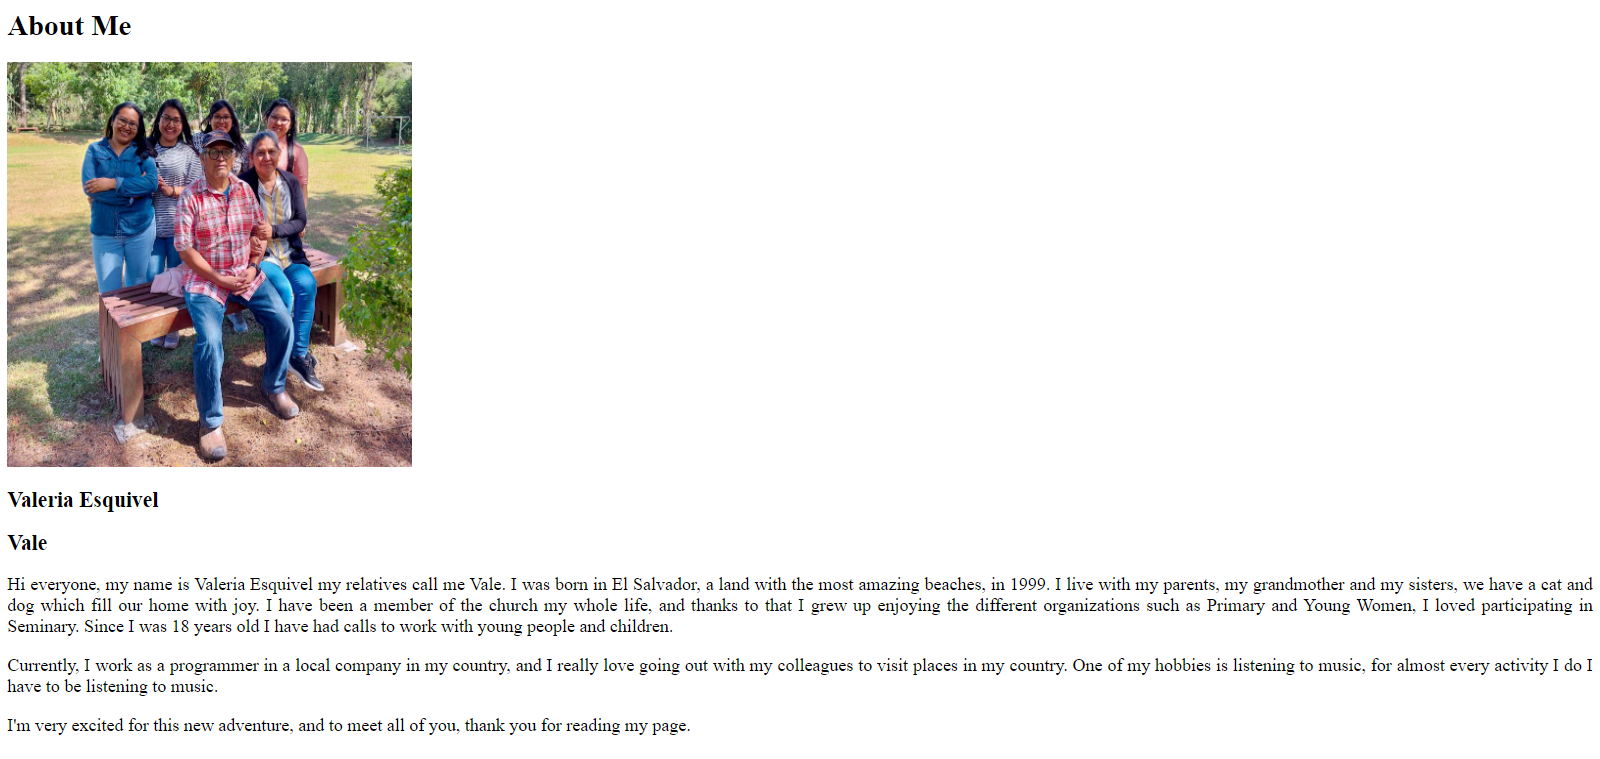 About Me
Valeria Esquivel
Vale
Hi everyone, my name is Valeria Esquivel my relatives call me Vale. I was born in El Salvador, a land with the most amazing beaches, in 1999. I live with my parents, my grandmother and my sisters, we have a cat and
dog which fill our home with joy. I have been a member of the church my whole life, and thanks to that I grew up enjoying the different organizations such as Primary and Young Women, I loved participating in
Seminary. Since I was 18 years old I have had calls to work with young people and children.
Currently, I work as a programmer in a local company in my country, and I really love going out with my colleagues to visit places in my country. One of my hobbies is listening to music, for almost every activity I do I
have to be listening to music.
I'm very excited for this new adventure, and to meet all of you, thank you for reading my page.